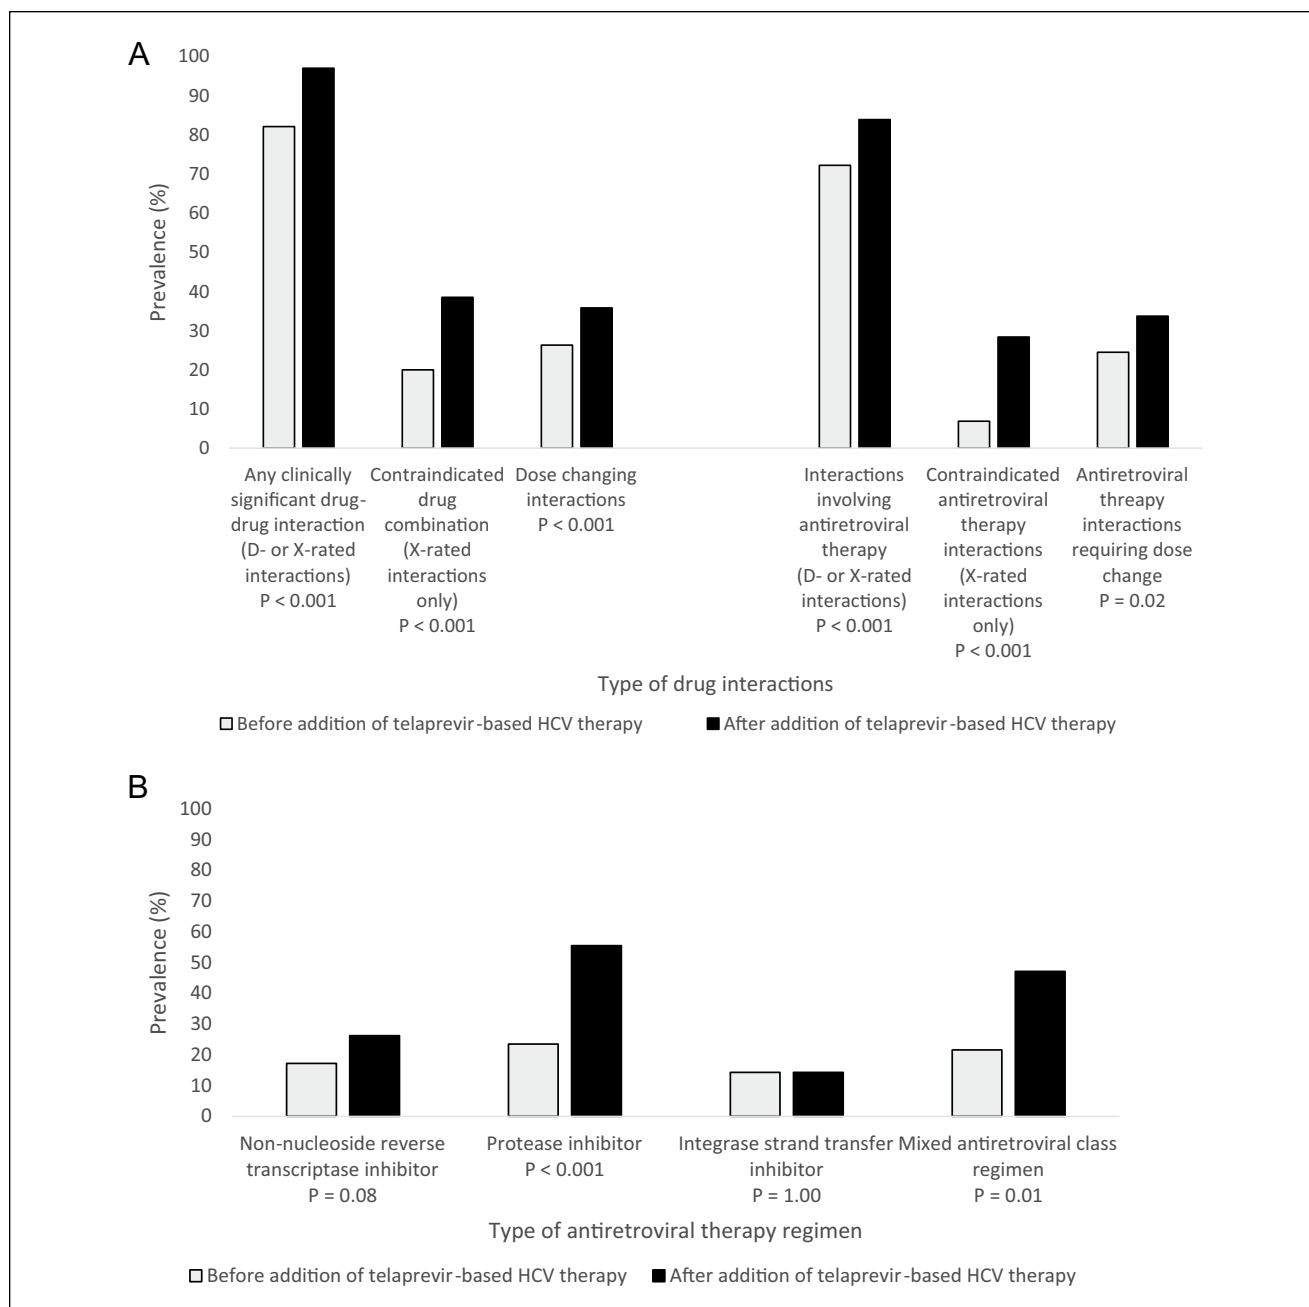 A
100
90
80
70
60
50
40
30
20
10
0
Prevalence (%)
Any clinically
significant drug-
drug interaction
(D- or X-rated
interactions)
P < 0.001
Contraindicated
drug
combination
(X-rated
interactions
only)
P < 0.001
Dose changing
interactions
P < 0.001
Interactions
involving
antiretroviral
therapy
(D- or X-rated
interactions)
P < 0.001
Contraindicated
antiretroviral
therapy
interactions
(X-rated
interactions
only)
P < 0.001
Antiretroviral
threapy
interactions
requiring dose
change
P = 0.02
Type of drug interactions
Before addition of telaprevir-based HCV therapy
After addition of telaprevir-based HCV therapy
B
100
90
80
70
60
50
40
30
20
10
0
Prevalence (%)
Non-nucleoside reverse
transcriptase inhibitor
P = 0.08
Protease inhibitor
P < 0.001
Integrase strand transfer
inhibitor
P = 1.00
Mixed antiretroviral class
regimen
P = 0.01
Type of antiretroviral therapy regimen
Before addition of telaprevir-based HCV therapy
After addition of telaprevir-based HCV therapy